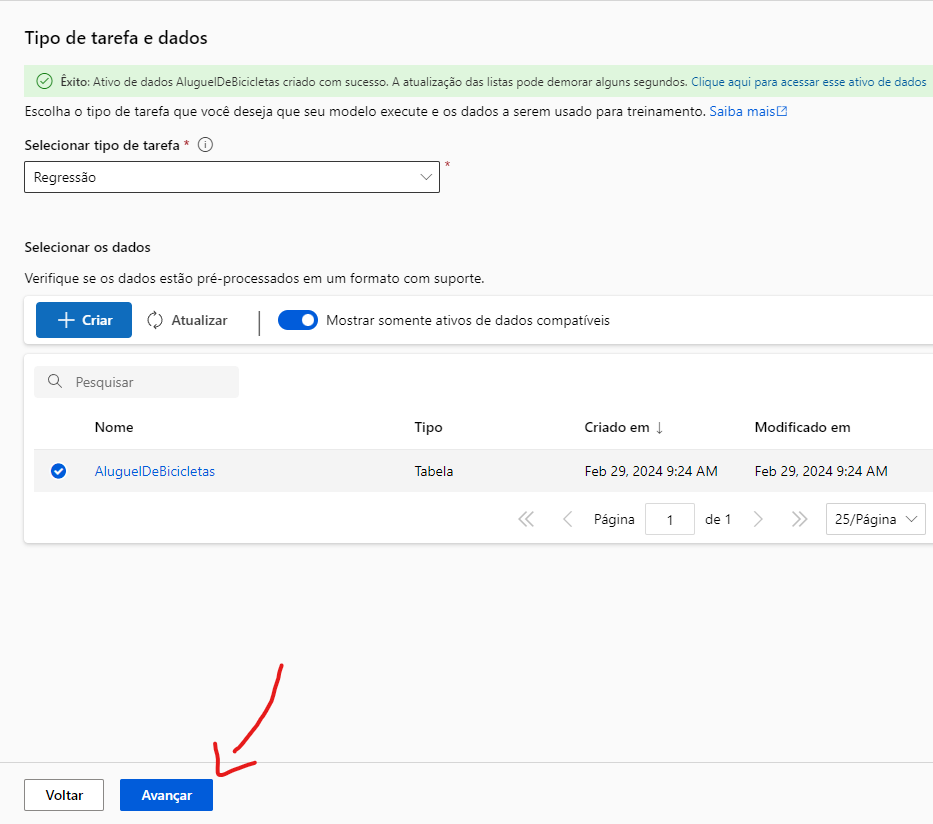 Tipo de tarefa e dados
Êxito: Ativo de dados AluguelDeBicicletas criado com sucesso. A atualização das listas pode demorar alguns segundos. Clique aqui para acessar esse ativo de dados
Escolha o tipo de tarefa que você deseja que seu modelo execute e os dados a serem usado para treinamento. Saiba mais
Selecionar tipo de tarefa *
Regressão *
Selecionar os dados
Verifique se os dados estão pré-processados em um formato com suporte.
Criar Atualizar Mostrar somente ativos de dados compatíveis
Pesquisar
Nome Tipo Criado em ↓ Modificado em
AluguelDeBicicletas Tabela Feb 29, 2024 9:24 AM Feb 29, 2024 9:24 AM
Página 1 de 1 25/Página
Voltar Avançar